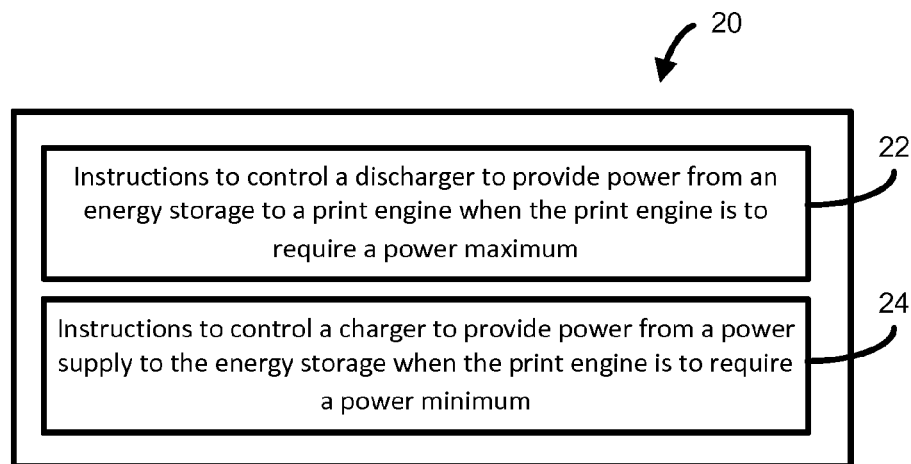 20
22
Instructions to control a discharger to provide power from an
energy storage to a print engine when the print engine is to
require a power maximum
24
Instructions to control a charger to provide power from a power
supply to the energy storage when the print engine is to require
a power minimum